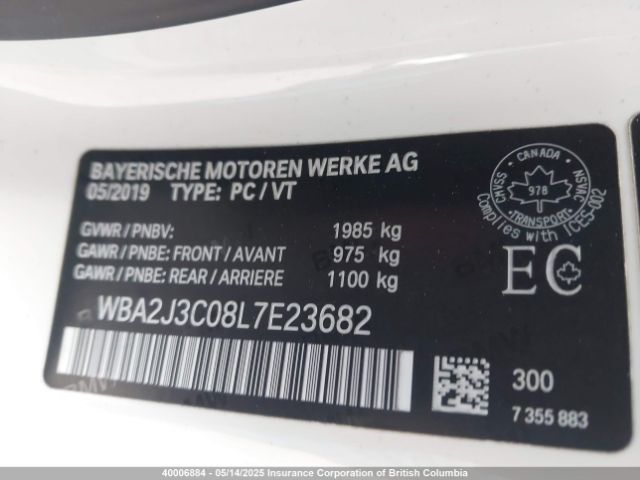 BAYERISCHE MOTOREN WERKE AG
05/2019 TYPE: PC / VT
GVWR / PNBV: 1985 kg
GAWR / PNBE: FRONT / AVANT 975 kg
GAWR / PNBE: REAR / ARRIERE 1100 kg
WBA2J3C08L7E23682
CANADA
CMVSS
NSVAC
978
TRANSPORT
Complies with ICES-002
EC
300
7 355 883
40006884 — 05/14/2025 Insurance Corporation of British Columbia